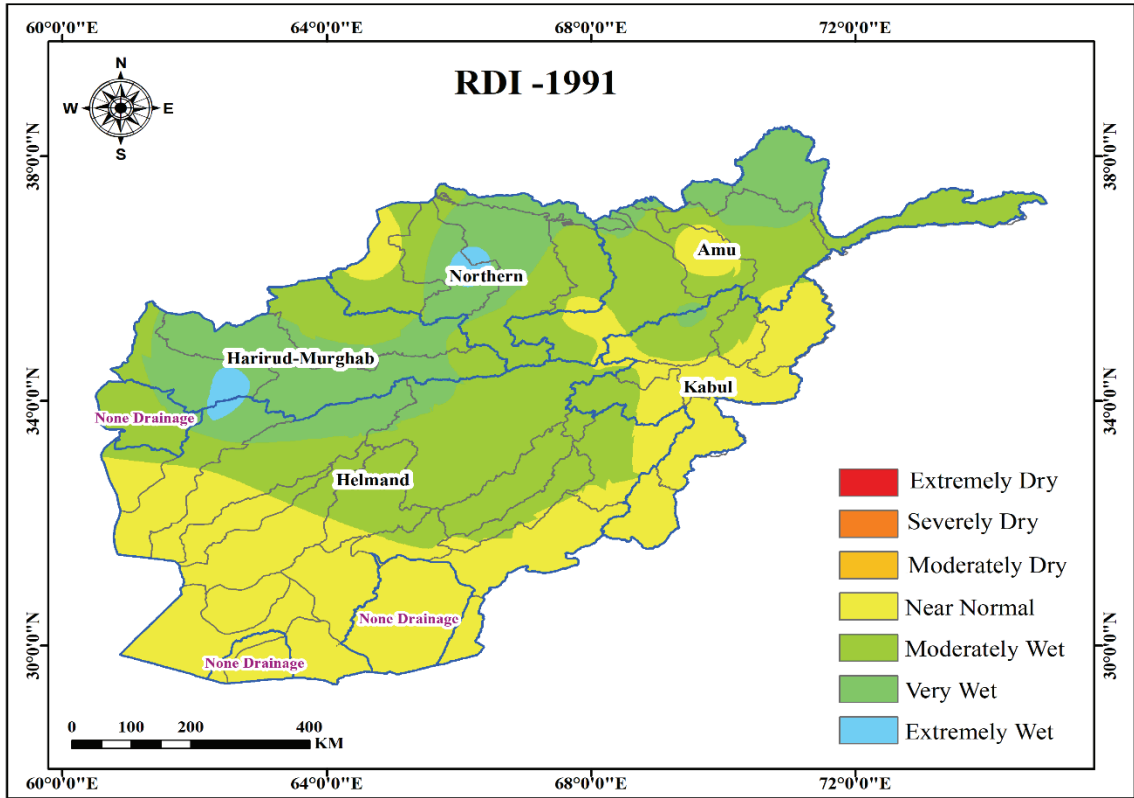 60°0'0"E 64°0'0"E 68°0'0"E 72°0'0"E
RDI -1991
N
W E
S
38°0'0"N 38°0'0"N
Amu
Northern
Harirud-Murghab
Kabul
34°0'0"N 34°0'0"N
None Drainage
Helmand
Extremely Dry
Severely Dry
Moderately Dry
Near Normal
None Drainage
30°0'0"N 30°0'0"N
Moderately Wet
None Drainage
Very Wet
Extremely Wet
0 100 200 400
KM
60°0'0"E 64°0'0"E 68°0'0"E 72°0'0"E